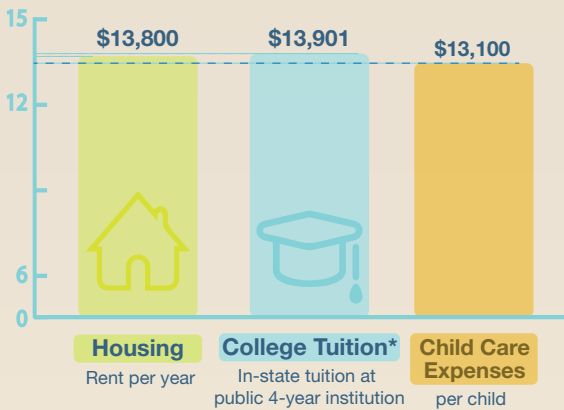 15
$13,800
$13,901
$13,100
12
6
0
Housing
Rent per year
College Tuition*
In-state tuition at
public 4-year institution
Child Care
Expenses
per child